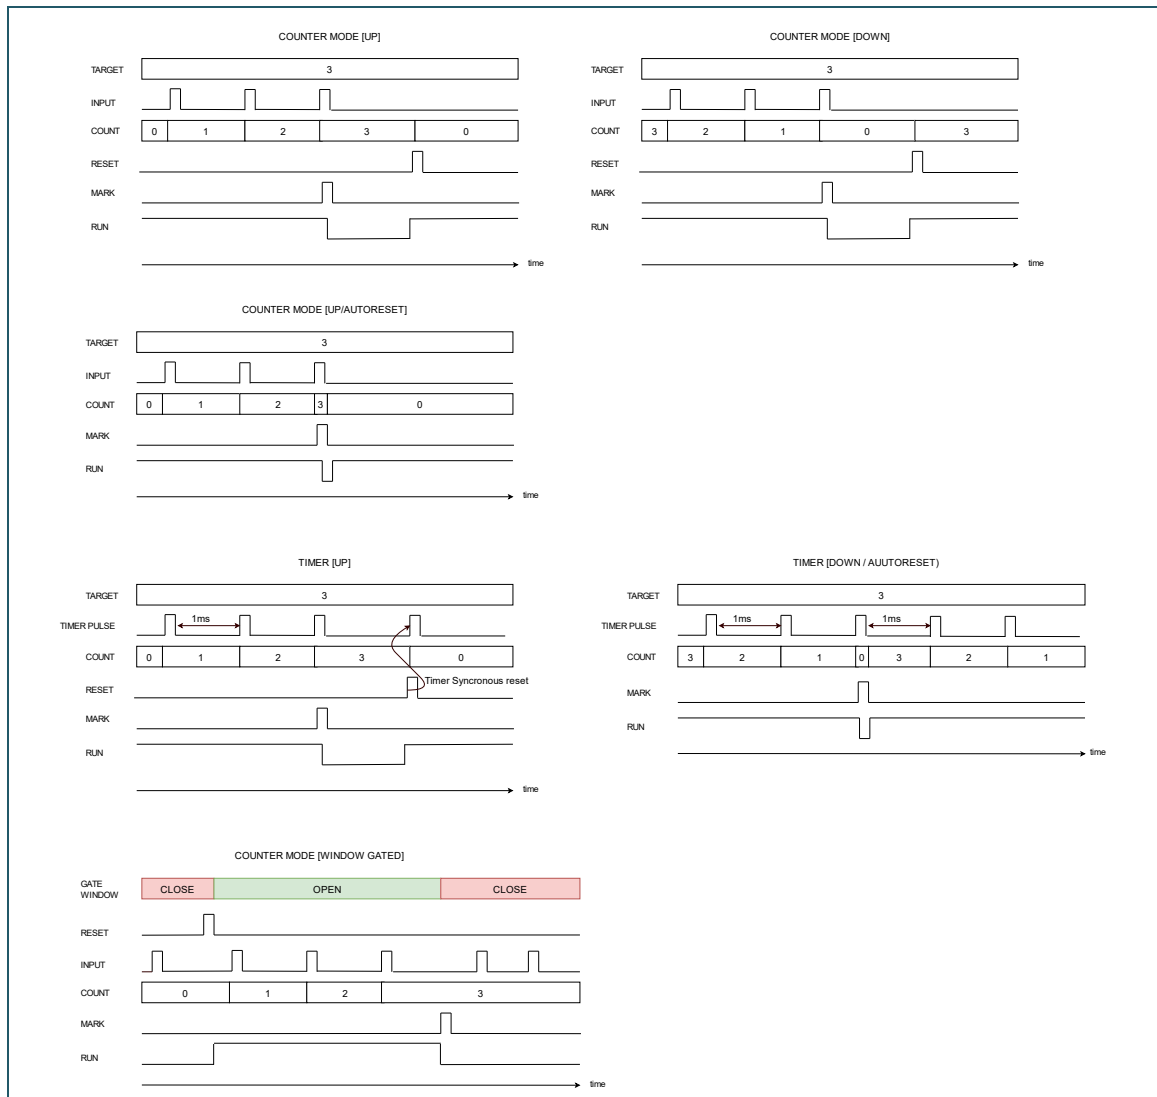 COUNTER MODE [UP]
TARGET 3
INPUT
COUNT 0 1 2 3 0
RESET
MARK
RUN
time
COUNTER MODE [DOWN]
TARGET 3
INPUT
COUNT 3 2 1 0 3
RESET
MARK
RUN
time
COUNTER MODE [UP/AUTORESET]
TARGET 3
INPUT
COUNT 0 1 2 3 0
MARK
RUN
time
TIMER [UP]
TARGET 3
TIMER PULSE 1ms
COUNT 0 1 2 3 0
RESET Timer Syncronous reset
MARK
RUN
time
TIMER [DOWN / AUUTORESET)
TARGET 3
TIMER PULSE 1ms 1ms
COUNT 3 2 1 0 3 2 1
MARK
RUN
time
COUNTER MODE [WINDOW GATED]
GATE
WINDOW CLOSE OPEN CLOSE
RESET
INPUT
COUNT 0 1 2 3
MARK
RUN
time